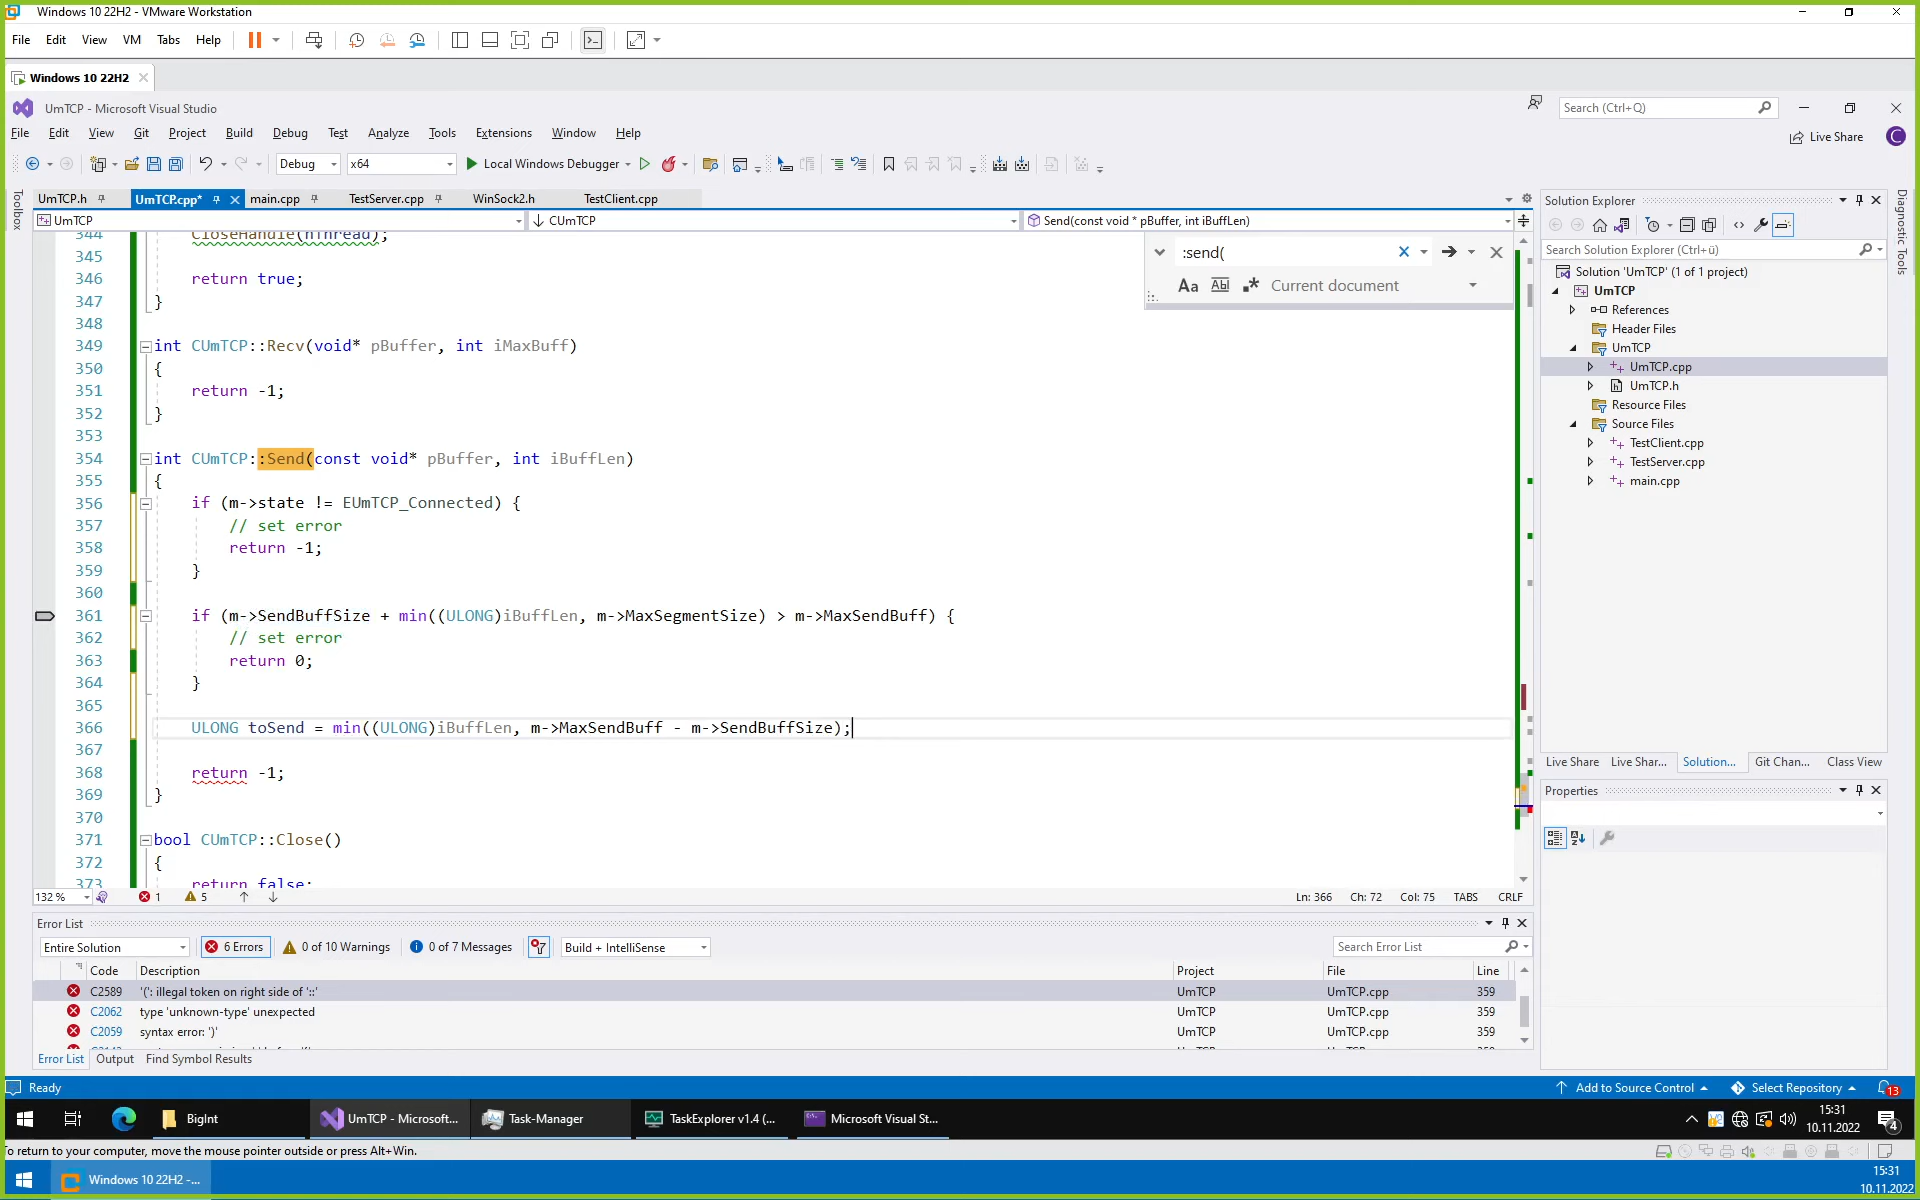 Windows 10 22H2 - VMware Workstation
File Edit View VM Tabs Help
Windows 10 22H2
UmTCP - Microsoft Visual Studio
Search (Ctrl+Q)
File Edit View Git Project Build Debug Test Analyze Tools Extensions Window Help
Live Share
C
Debug x64 Local Windows Debugger
Toolbox
UmTCP.h UmTCP.cpp* main.cpp TestServer.cpp WinSock2.h TestClient.cpp
UmTCP CUmTCP Send(const void * pBuffer, int iBuffLen)
:send(
Aa Abl Current document
344 CloseHandle(hThread);
345
346 return true;
347 }
348
349 int CUmTCP::Recv(void* pBuffer, int iMaxBuff)
350 {
351 return -1;
352 }
353
354 int CUmTCP::Send(const void* pBuffer, int iBuffLen)
355 {
356 if (m->state != EUmTCP_Connected) {
357 // set error
358 return -1;
359 }
360
361 if (m->SendBuffSize + min((ULONG)iBuffLen, m->MaxSegmentSize) > m->MaxSendBuff) {
362 // set error
363 return 0;
364 }
365
366 ULONG toSend = min((ULONG)iBuffLen, m->MaxSendBuff - m->SendBuffSize);
367
368 return -1;
369 }
370
371 bool CUmTCP::Close()
372 {
373 return false;
132 % 1 5 Ln: 366 Ch: 72 Col: 75 TABS CRLF
Solution Explorer
Search Solution Explorer (Ctrl+ü)
Solution 'UmTCP' (1 of 1 project)
UmTCP
References
Header Files
UmTCP
UmTCP.cpp
UmTCP.h
Resource Files
Source Files
TestClient.cpp
TestServer.cpp
main.cpp
Diagnostic Tools
Live Share Live Shar... Solution... Git Chan... Class View
Properties
Error List
Entire Solution 6 Errors 0 of 10 Warnings 0 of 7 Messages Build + IntelliSense Search Error List
Code Description Project File Line
C2589 '(': illegal token on right side of '::' UmTCP UmTCP.cpp 359
C2062 type 'unknown-type' unexpected UmTCP UmTCP.cpp 359
C2059 syntax error: ')' UmTCP UmTCP.cpp 359
Error List Output Find Symbol Results
Ready Add to Source Control Select Repository 13
BigInt UmTCP - Microsoft... Task-Manager TaskExplorer v1.4 (... Microsoft Visual St... 15:31
10.11.2022 4
To return to your computer, move the mouse pointer outside or press Alt+Win.
Windows 10 22H2 -... 15:31
10.11.2022